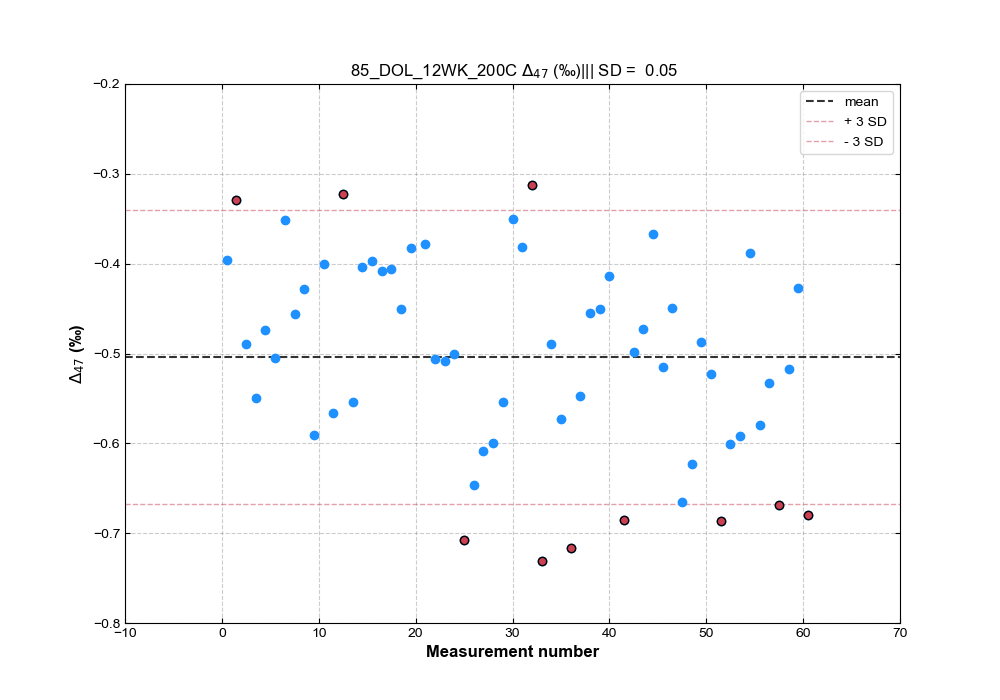 85_DOL_12WK_200C Δ47 (‰)||| SD =  0.05
mean
+ 3 SD
- 3 SD
−0.2
−0.3
−0.4
−0.5
−0.6
−0.7
−0.8
Δ47 (‰)
−10 0 10 20 30 40 50 60 70
Measurement number